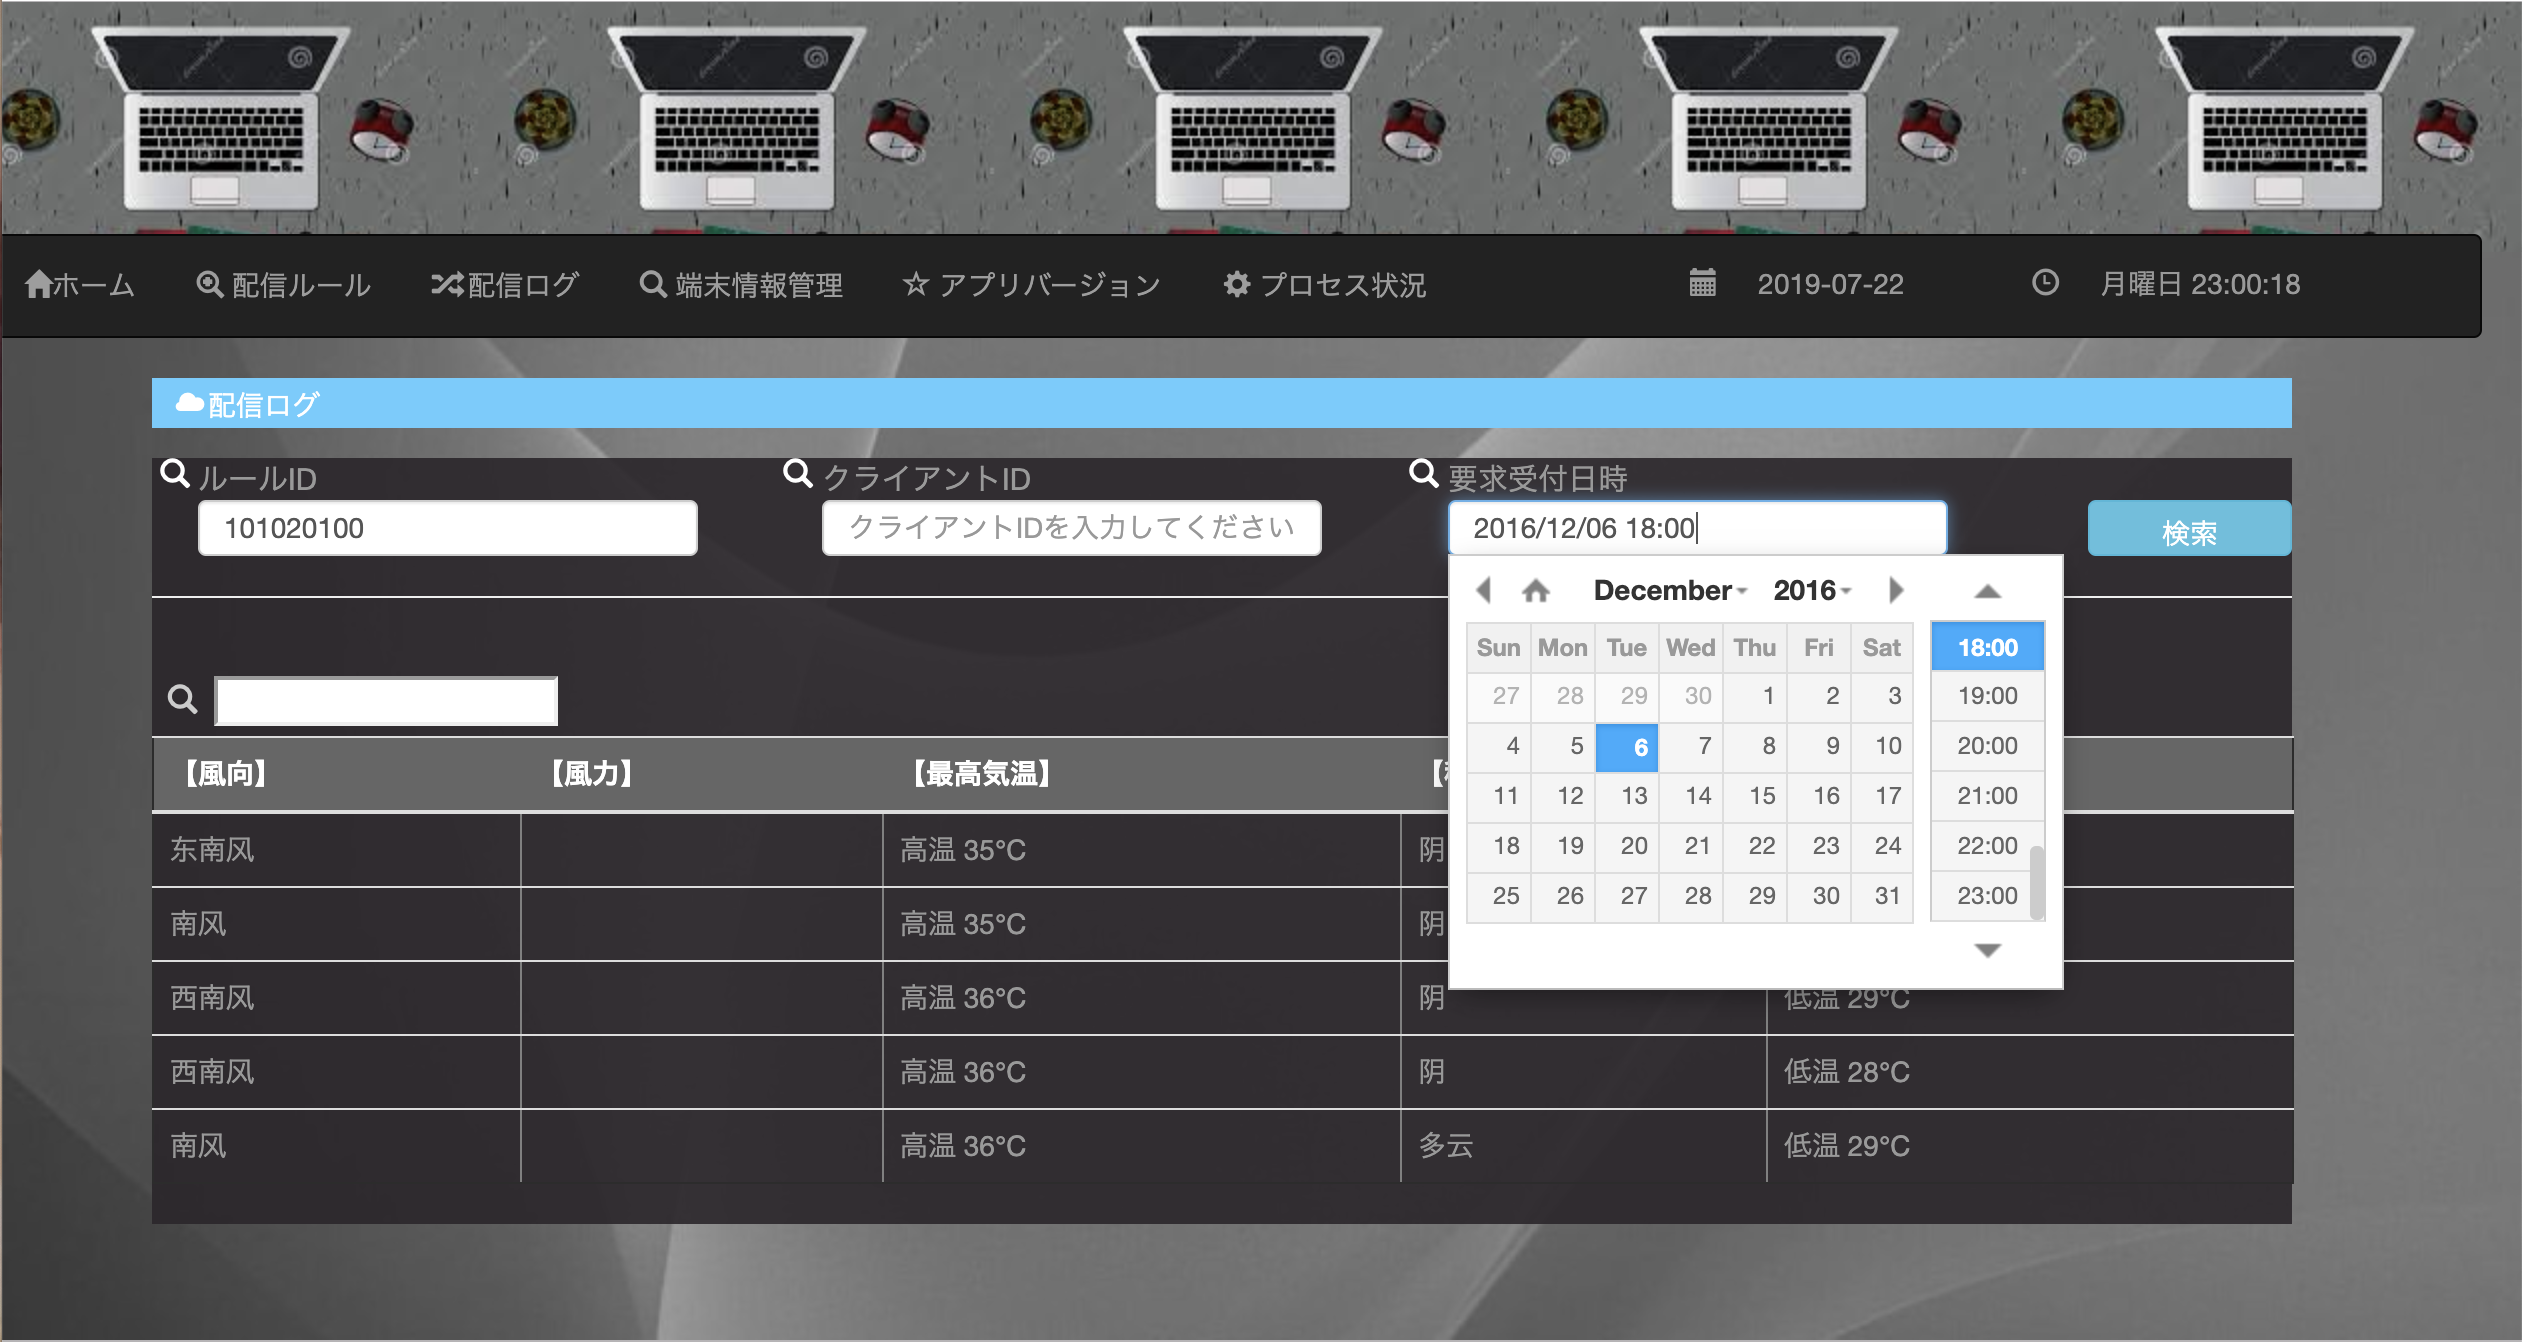 ホーム 配信ルール 配信ログ 端末情報管理 アプリバージョン プロセス状況 2019-07-22 月曜日 23:00:18
配信ログ
ルールID クライアントID 要求受付日時
101020100 クライアントIDを入力してください 2016/12/06 18:00 検索
December 2016
Sun Mon Tue Wed Thu Fri Sat 18:00
27 28 29 30 1 2 3 19:00
4 5 6 7 8 9 10 20:00
11 12 13 14 15 16 17 21:00
18 19 20 21 22 23 24 22:00
25 26 27 28 29 30 31 23:00
【風向】 【風力】 【最高気温】
东南风 高温 35°C 阴
南风 高温 35°C 阴
西南风 高温 36°C 阴 低温 29°C
西南风 高温 36°C 阴 低温 28°C
南风 高温 36°C 多云 低温 29°C